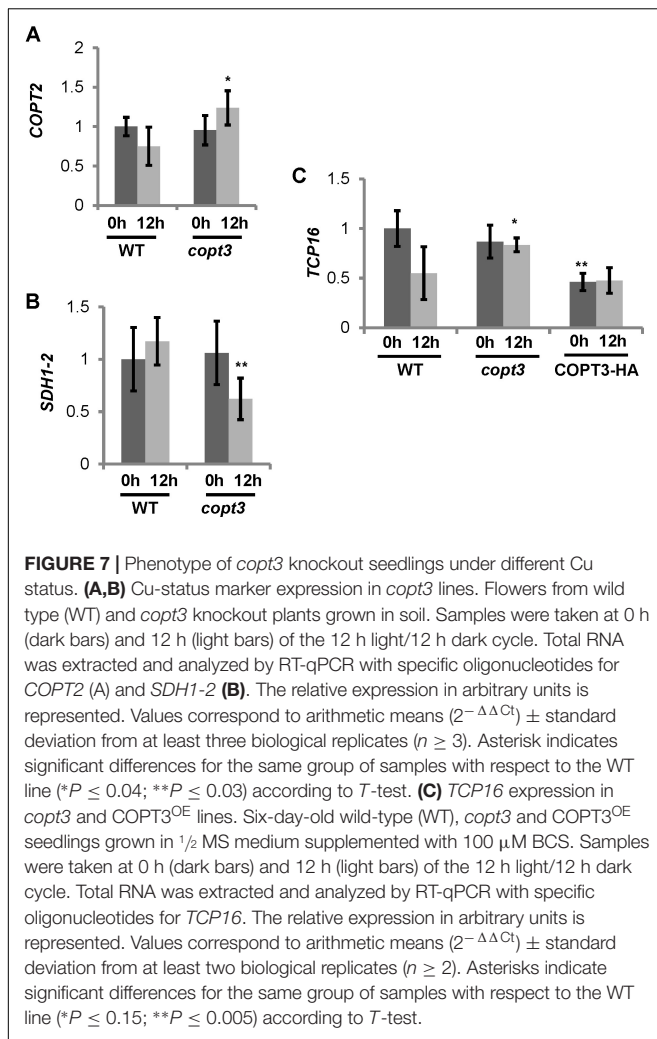 A
2
1.5
1
0.5
0
COPT2
*
0h 12h 0h 12h
WT copt3
B
1.5
1
0.5
0
SDH1-2
**
0h 12h 0h 12h
WT copt3
C
1.5
1
0.5
0
TCP16
*
**
0h 12h 0h 12h 0h 12h
WT copt3 COPT3-HA
FIGURE 7 | Phenotype of copt3 knockout seedlings under different Cu
status. (A,B) Cu-status marker expression in copt3 lines. Flowers from wild
type (WT) and copt3 knockout plants grown in soil. Samples were taken at 0 h
(dark bars) and 12 h (light bars) of the 12 h light/12 h dark cycle. Total RNA
was extracted and analyzed by RT-qPCR with specific oligonucleotides for
COPT2 (A) and SDH1-2 (B). The relative expression in arbitrary units is
represented. Values correspond to arithmetic means (2^−ΔΔCt) ± standard
deviation from at least three biological replicates (n ≥ 3). Asterisk indicates
significant differences for the same group of samples with respect to the WT
line (*P ≤ 0.04; **P ≤ 0.03) according to T-test. (C) TCP16 expression in
copt3 and COPT3^OE lines. Six-day-old wild-type (WT), copt3 and COPT3^OE
seedlings grown in 1/2 MS medium supplemented with 100 μM BCS. Samples
were taken at 0 h (dark bars) and 12 h (light bars) of the 12 h light/12 h dark
cycle. Total RNA was extracted and analyzed by RT-qPCR with specific
oligonucleotides for TCP16. The relative expression in arbitrary units is
represented. Values correspond to arithmetic means (2^−ΔΔCt) ± standard
deviation from at least two biological replicates (n ≥ 2). Asterisks indicate
significant differences for the same group of samples with respect to the WT
line (*P ≤ 0.15; **P ≤ 0.005) according to T-test.